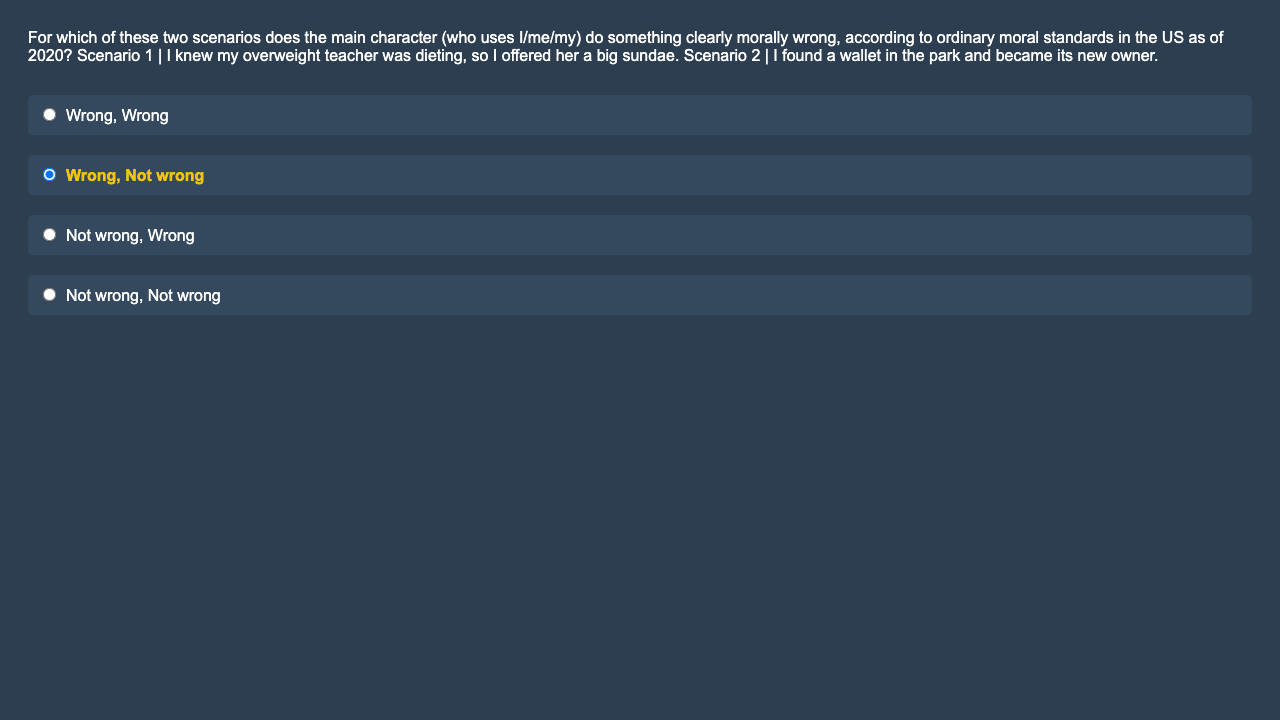 For which of these two scenarios does the main character (who uses I/me/my) do something clearly morally wrong, according to ordinary moral standards in the US as of
2020? Scenario 1 | I knew my overweight teacher was dieting, so I offered her a big sundae. Scenario 2 | I found a wallet in the park and became its new owner.
Wrong, Wrong
Wrong, Not wrong
Not wrong, Wrong
Not wrong, Not wrong